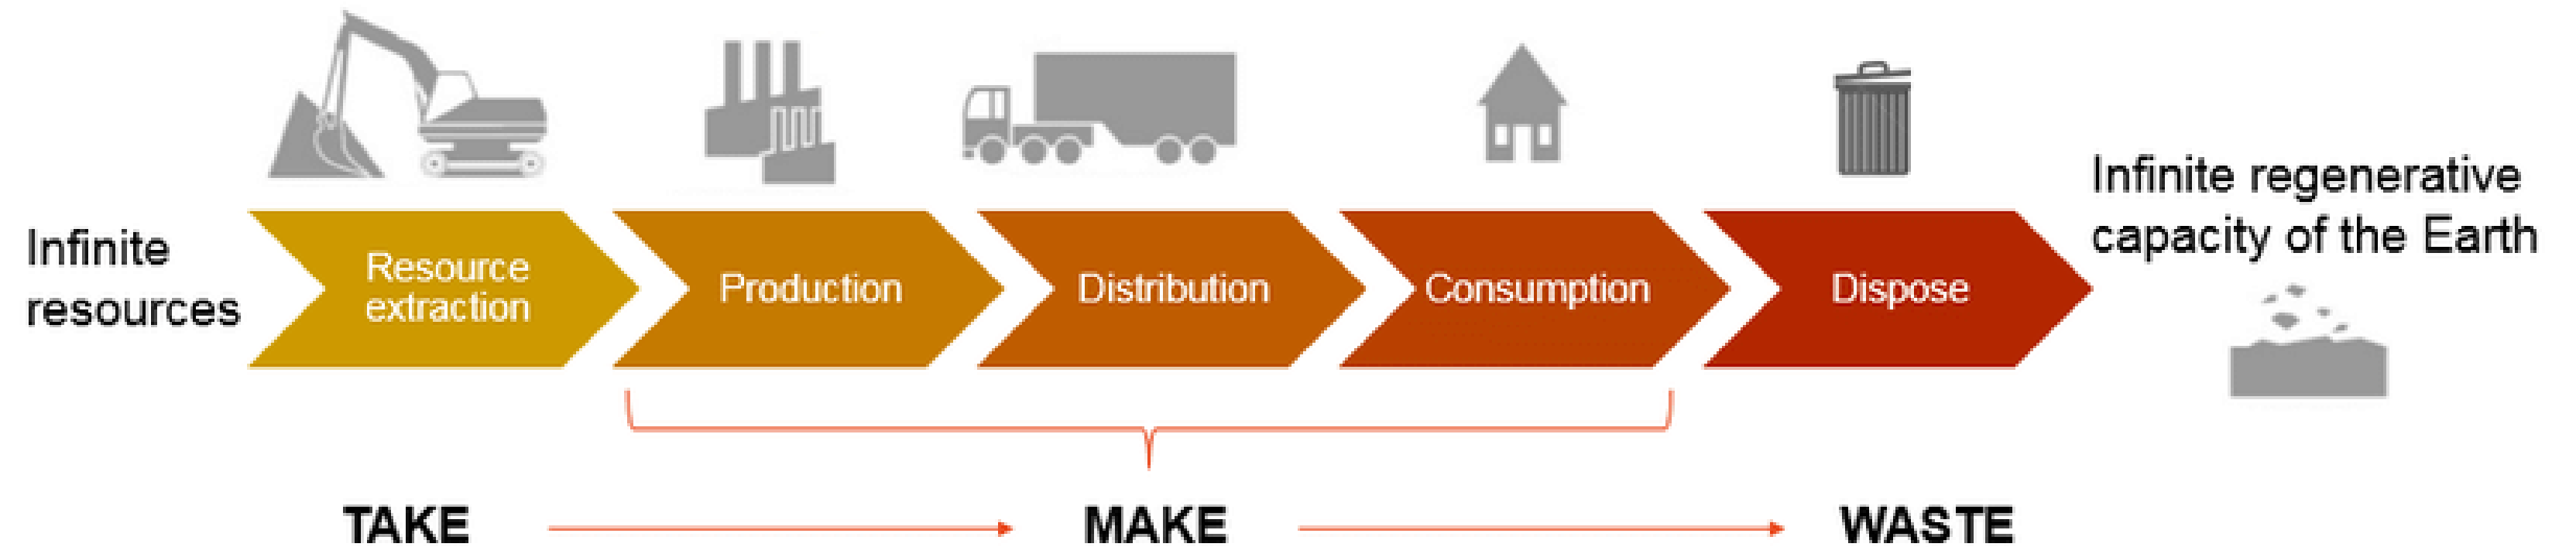 Infinite
resources
Resource
extraction
Production
Distribution
Consumption
Dispose
Infinite regenerative
capacity of the Earth
TAKE
MAKE
WASTE